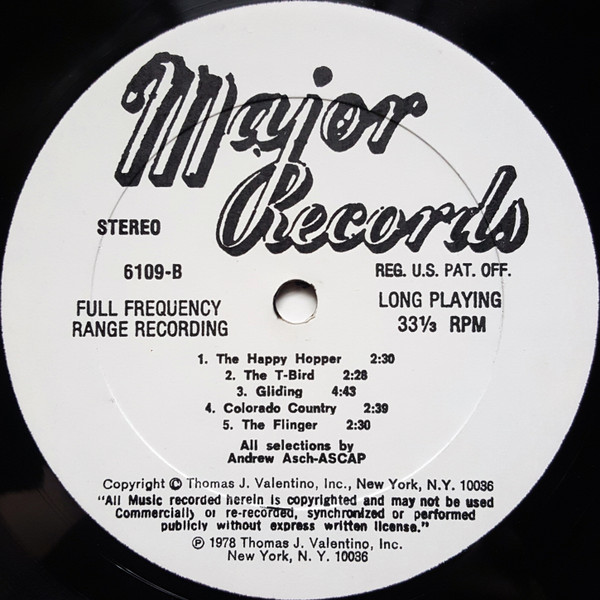 Major
Records
STEREO
6109-B
REG. U.S. PAT. OFF.
FULL FREQUENCY
RANGE RECORDING
LONG PLAYING
33⅓ RPM
1. The Happy Hopper 2:30
2. The T-Bird 2:28
3. Gliding 4:43
4. Colorado Country 2:39
5. The Flinger 2:30
All selections by
Andrew Asch-ASCAP
Copyright © Thomas J. Valentino, Inc., New York, N.Y. 10036
"All Music recorded herein is copyrighted and may not be used
Commercially or re-recorded, synchronized or performed
publicly without express written license."
℗ 1978 Thomas J. Valentino, Inc.
New York, N. Y. 10036